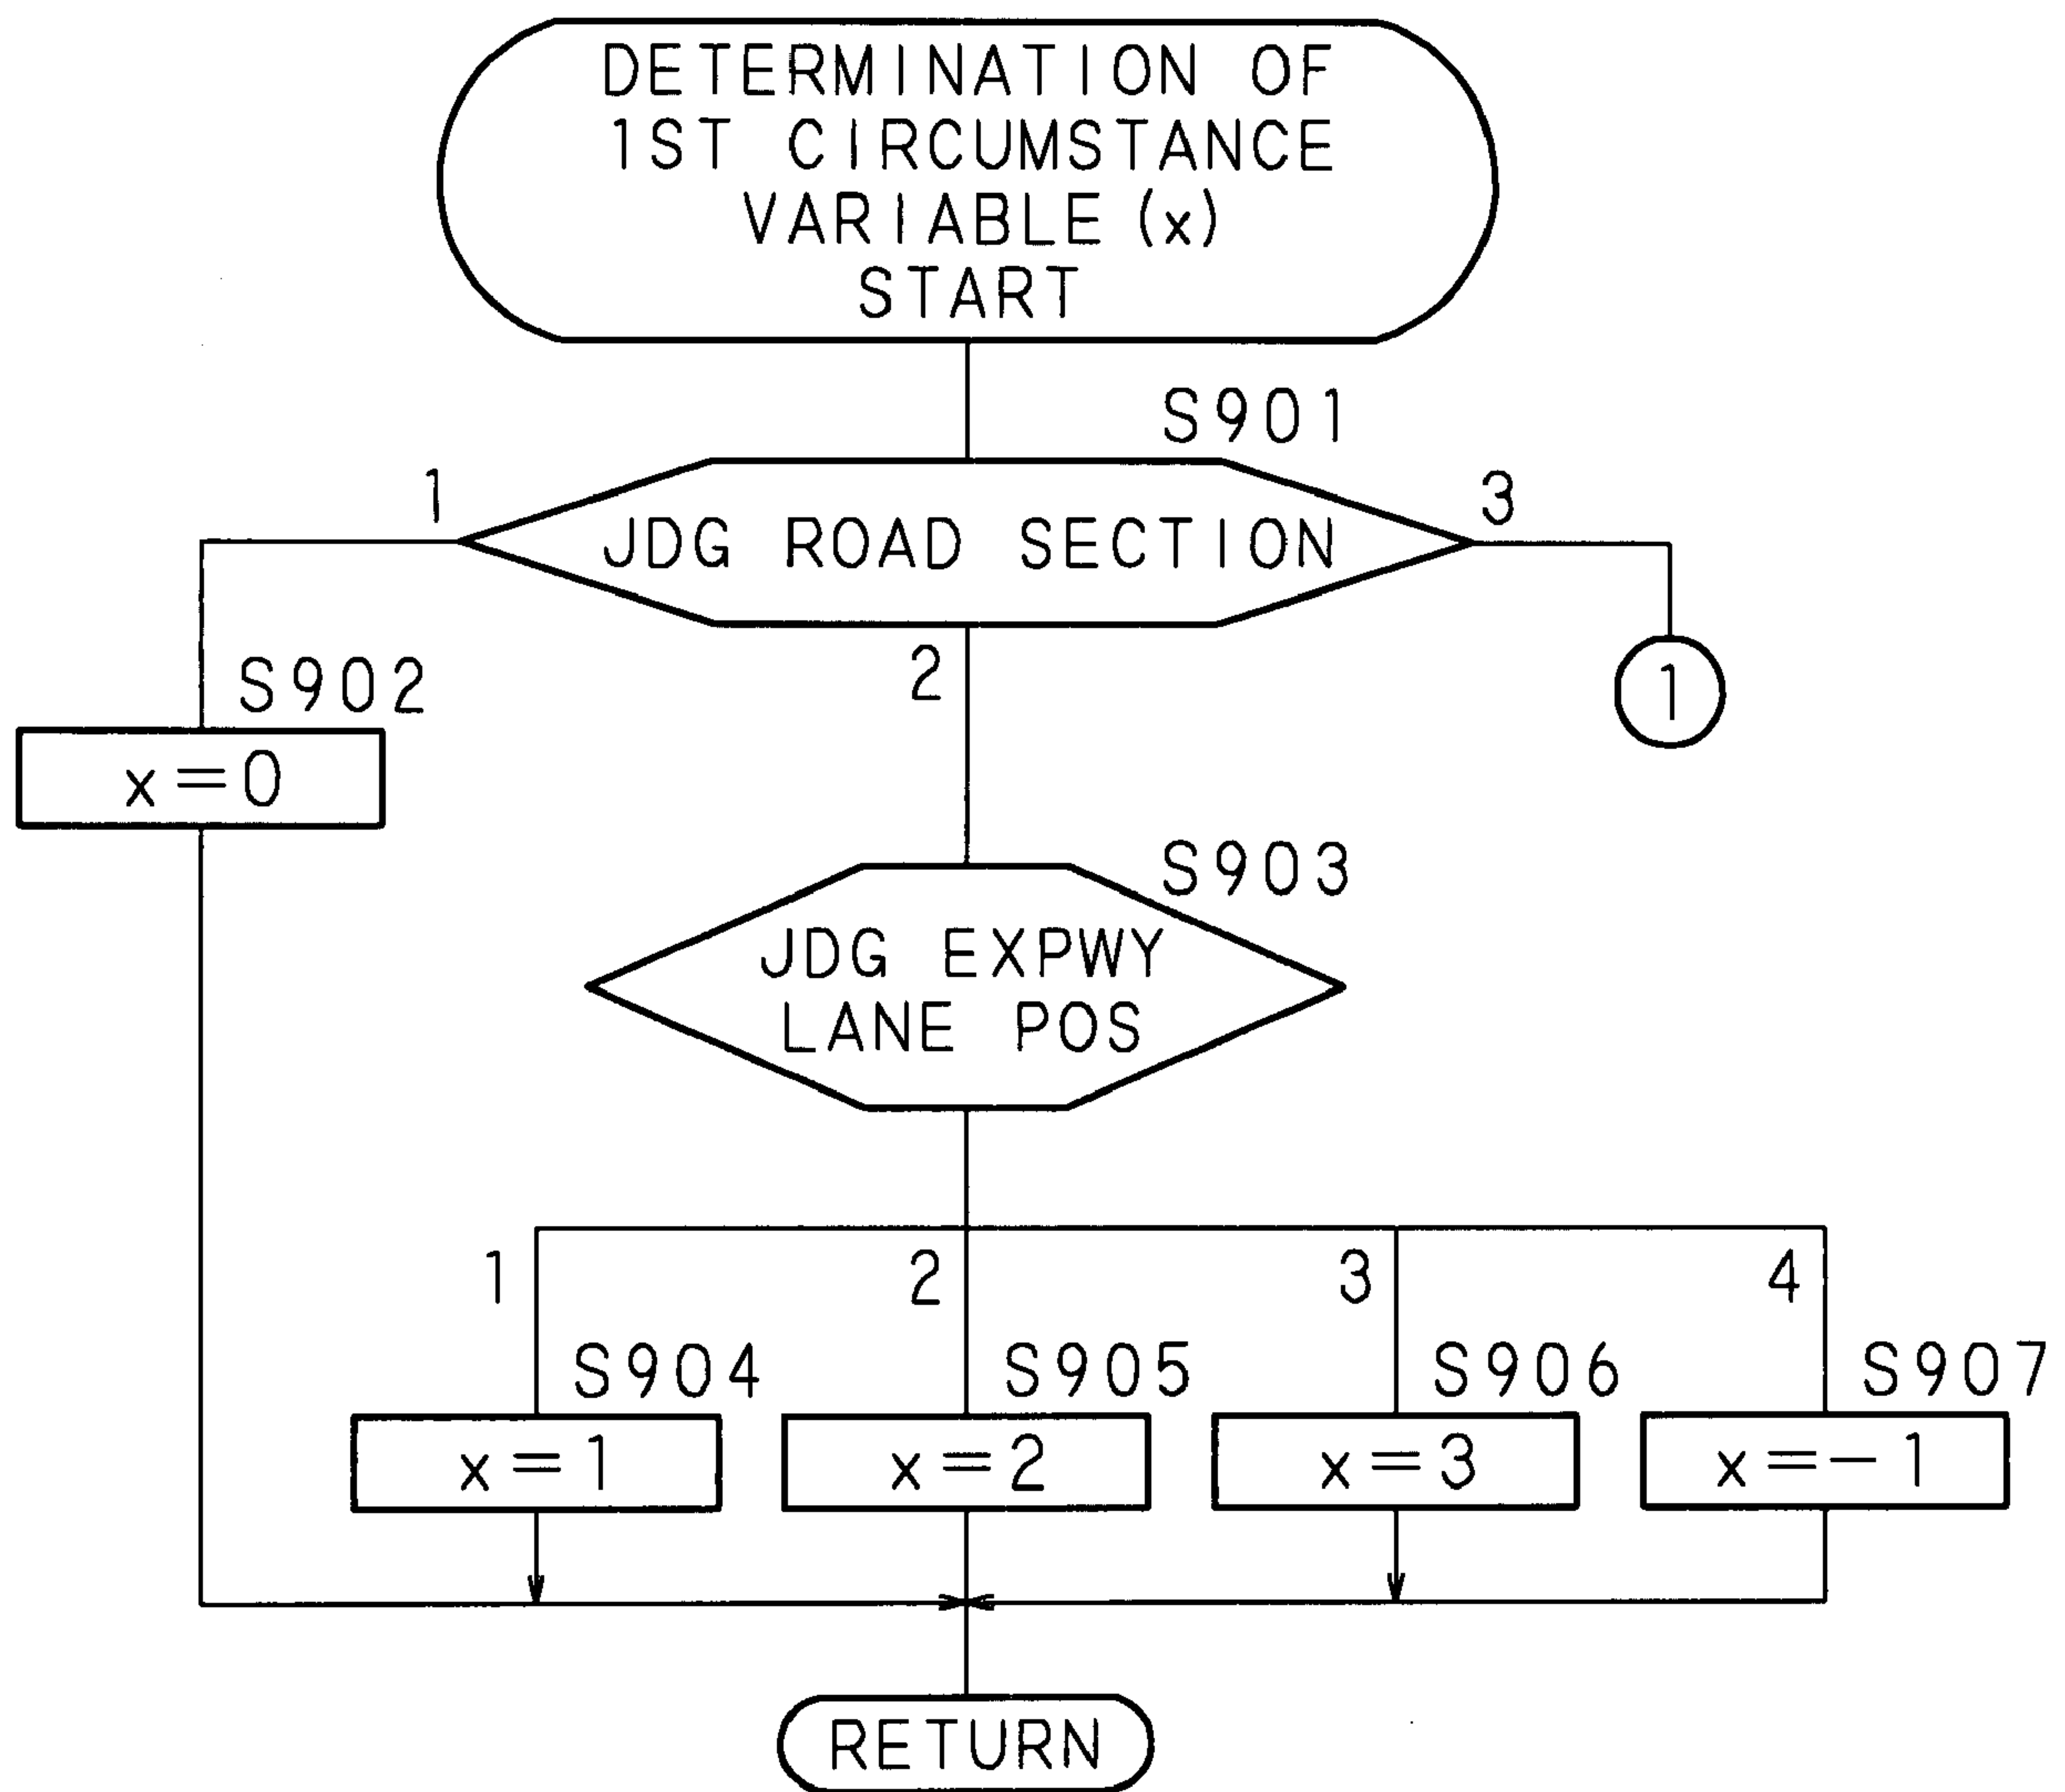 DETERMINATION OF
1ST CIRCUMSTANCE
VARIABLE (x)
START
S901
1
JDG ROAD SECTION
3
2
1
S902
x=0
S903
JDG EXPWY
LANE POS
1
2
3
4
S904
S905
S906
S907
x=1
x=2
x=3
x=-1
RETURN